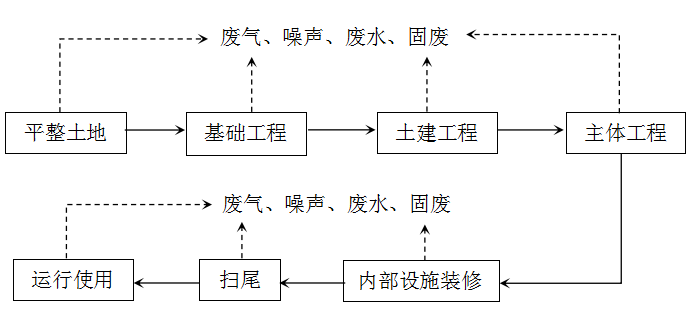 废气、噪声、废水、固废
平整土地 基础工程 土建工程 主体工程
废气、噪声、废水、固废
运行使用 扫尾 内部设施装修